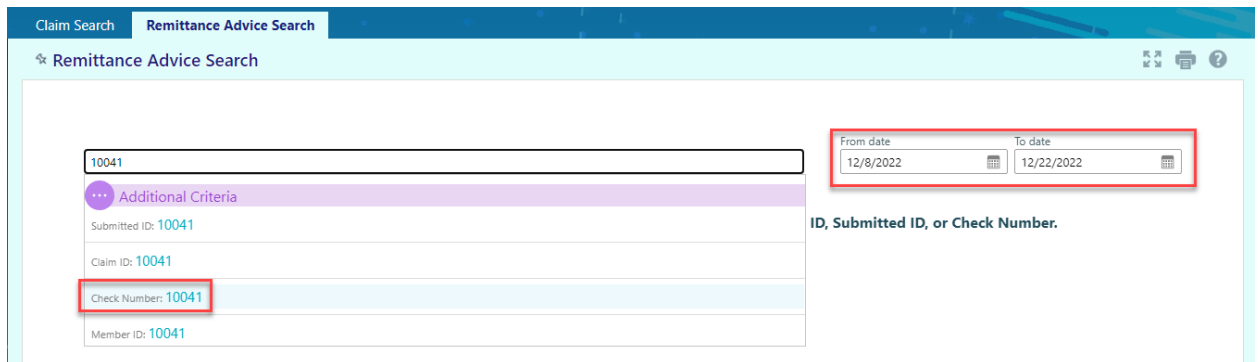 Claim Search
Remittance Advice Search
Remittance Advice Search
From date
To date
10041
12/8/2022
12/22/2022
Additional Criteria
Submitted ID: 10041
ID, Submitted ID, or Check Number.
Claim ID: 10041
Check Number: 10041
Member ID: 10041